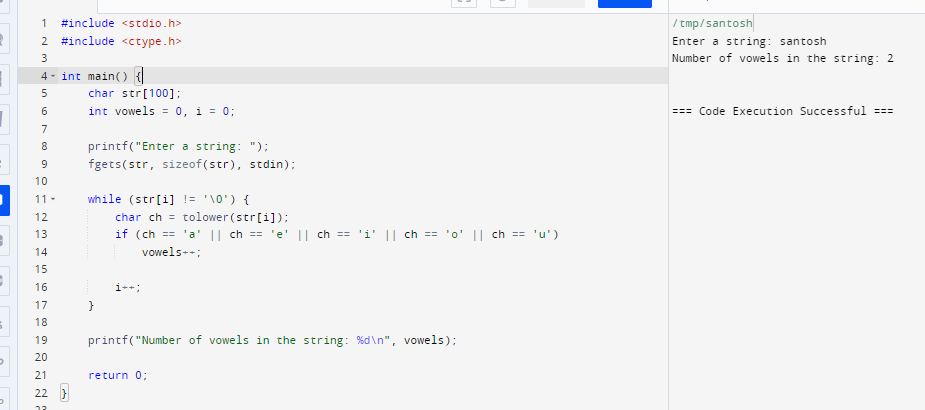 1 #include <stdio.h>
2 #include <ctype.h>
3
4 int main() {
5 char str[100];
6 int vowels = 0, i = 0;
7
8 printf("Enter a string: ");
9 fgets(str, sizeof(str), stdin);
10
11 while (str[i] != '\0') {
12 char ch = tolower(str[i]);
13 if (ch == 'a' || ch == 'e' || ch == 'i' || ch == 'o' || ch == 'u')
14 vowels++;
15
16 i++;
17 }
18
19 printf("Number of vowels in the string: %d\n", vowels);
20
21 return 0;
22 }
23
/tmp/santosh
Enter a string: santosh
Number of vowels in the string: 2
=== Code Execution Successful ===